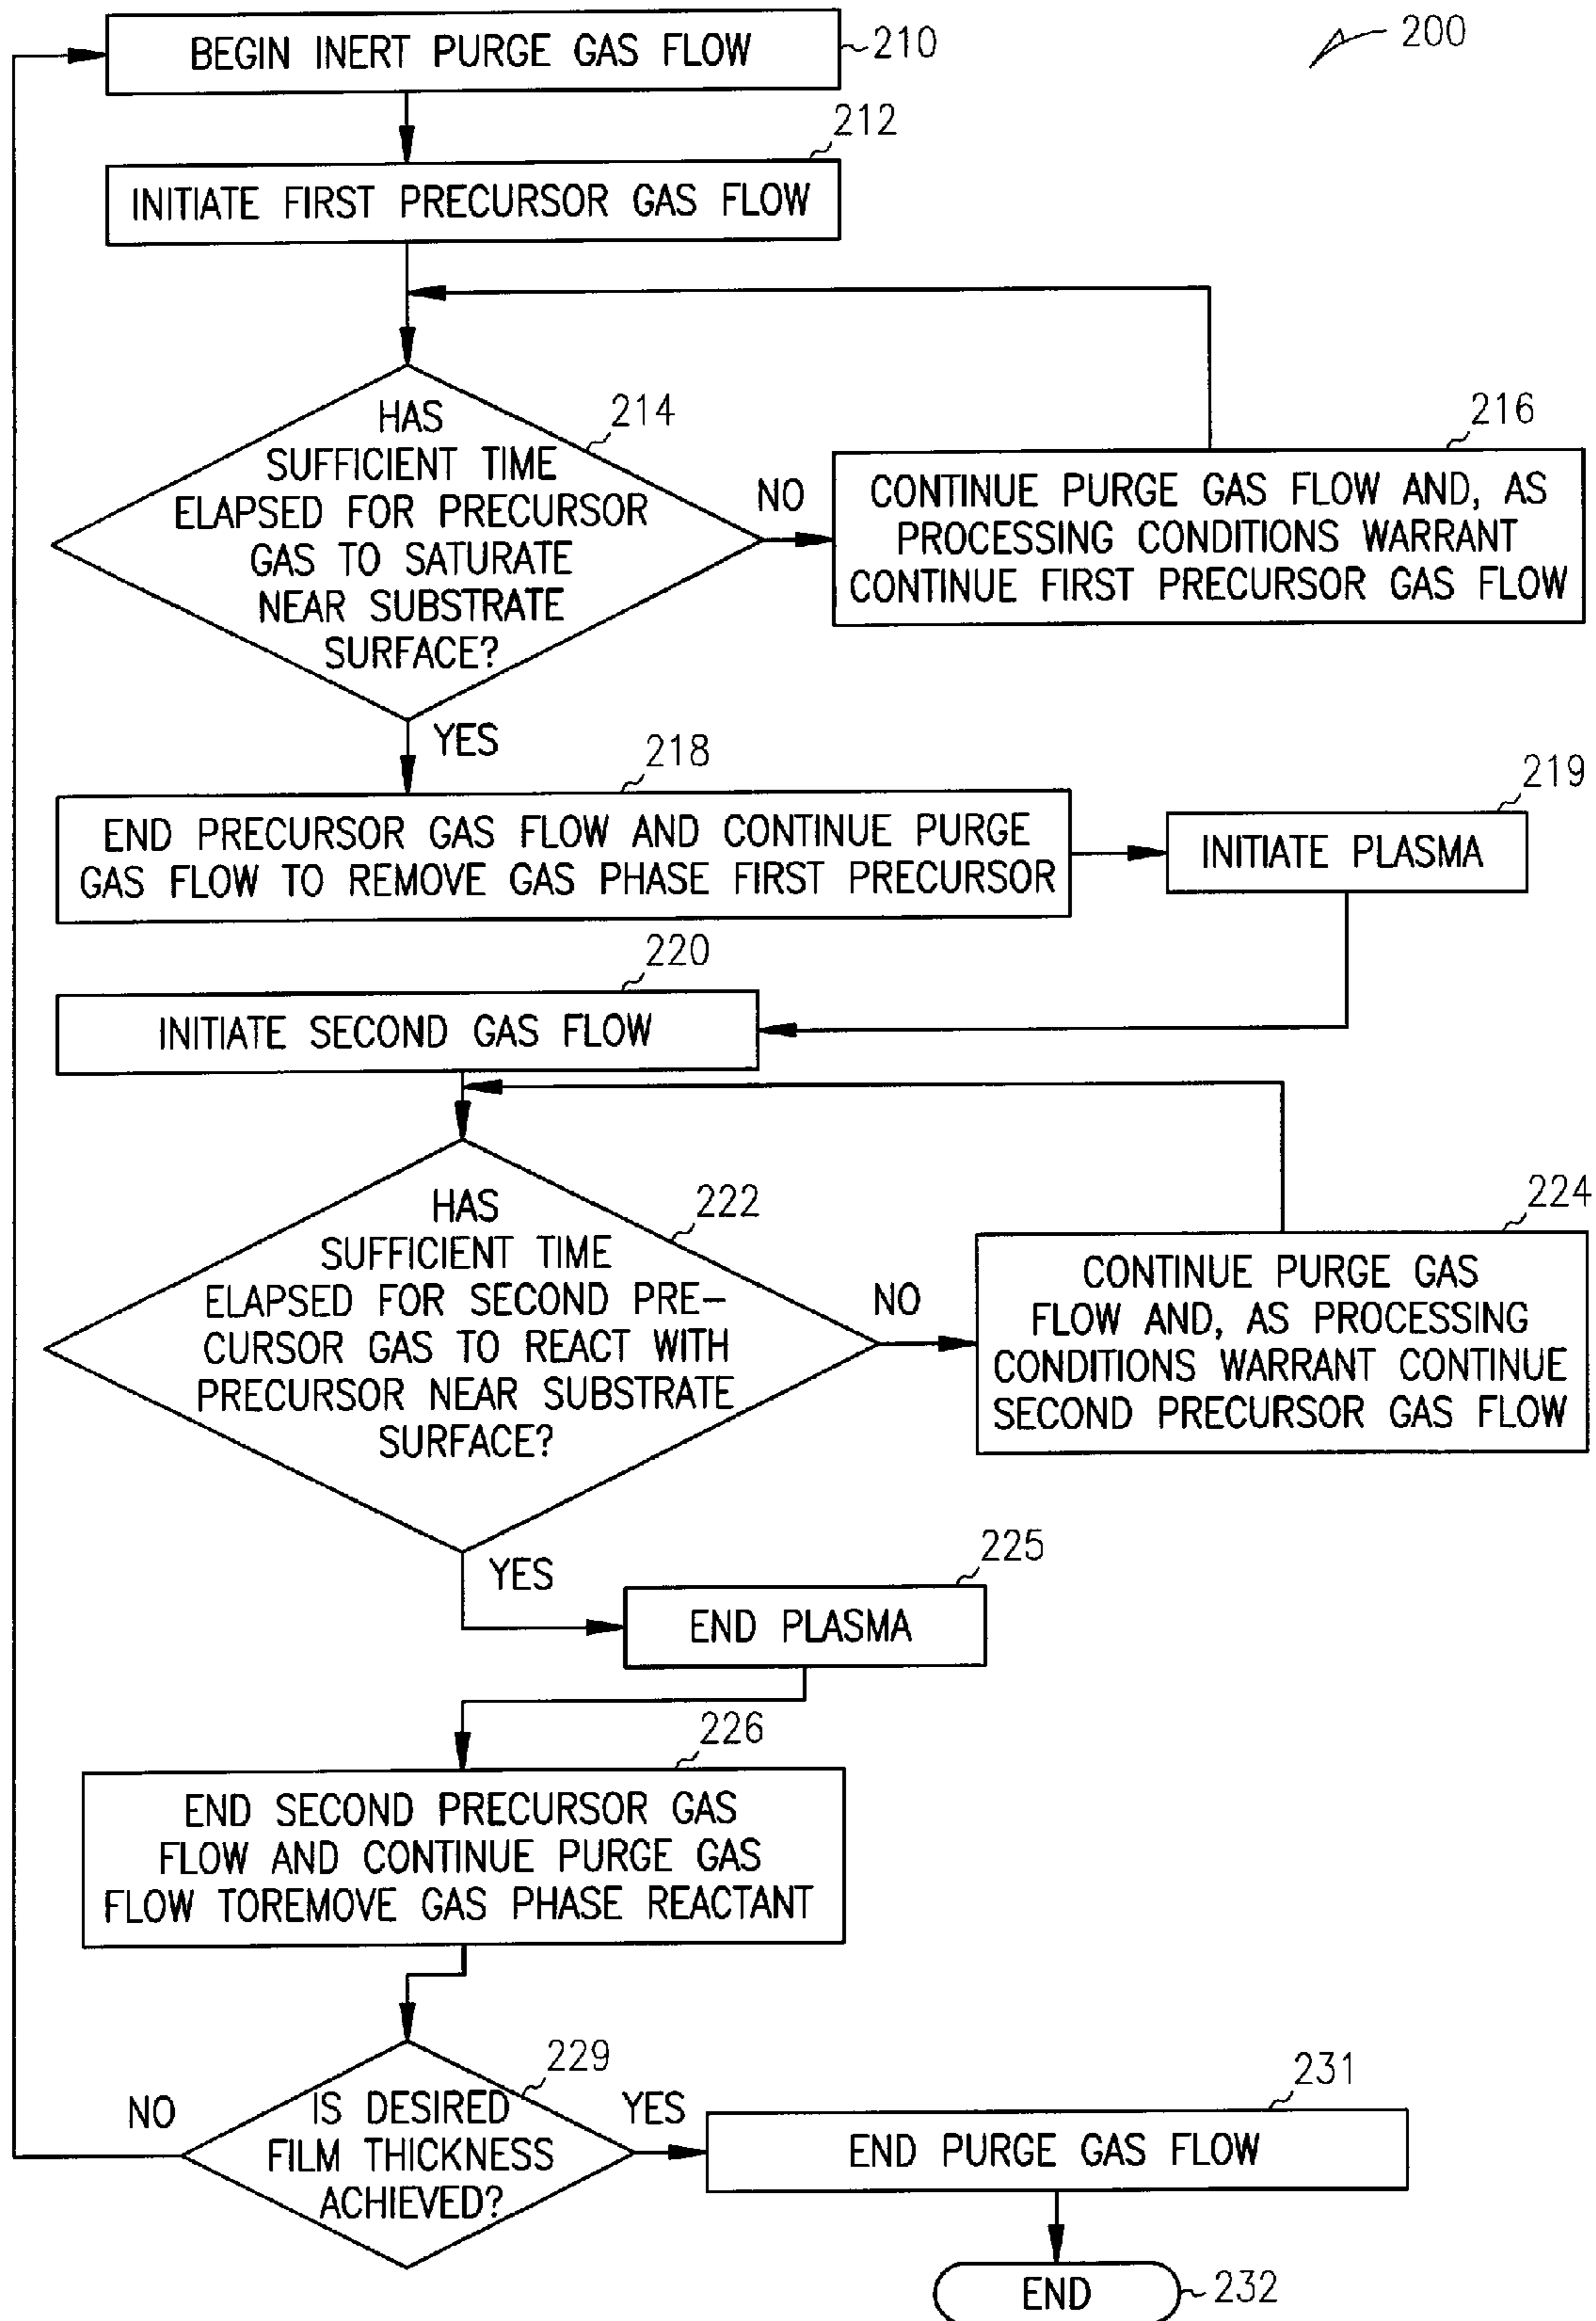 200
BEGIN INERT PURGE GAS FLOW
210
212
INITIATE FIRST PRECURSOR GAS FLOW
214
HAS
SUFFICIENT TIME
ELAPSED FOR PRECURSOR
GAS TO SATURATE
NEAR SUBSTRATE
SURFACE?
NO
216
CONTINUE PURGE GAS FLOW AND, AS
PROCESSING CONDITIONS WARRANT
CONTINUE FIRST PRECURSOR GAS FLOW
YES
218
END PRECURSOR GAS FLOW AND CONTINUE PURGE
GAS FLOW TO REMOVE GAS PHASE FIRST PRECURSOR
219
INITIATE PLASMA
220
INITIATE SECOND GAS FLOW
222
HAS
SUFFICIENT TIME
ELAPSED FOR SECOND PRE-
CURSOR GAS TO REACT WITH
PRECURSOR NEAR SUBSTRATE
SURFACE?
NO
224
CONTINUE PURGE GAS
FLOW AND, AS PROCESSING
CONDITIONS WARRANT CONTINUE
SECOND PRECURSOR GAS FLOW
YES
225
END PLASMA
226
END SECOND PRECURSOR GAS
FLOW AND CONTINUE PURGE GAS
FLOW TOREMOVE GAS PHASE REACTANT
229
IS DESIRED
FILM THICKNESS
ACHIEVED?
NO
YES
231
END PURGE GAS FLOW
END
232